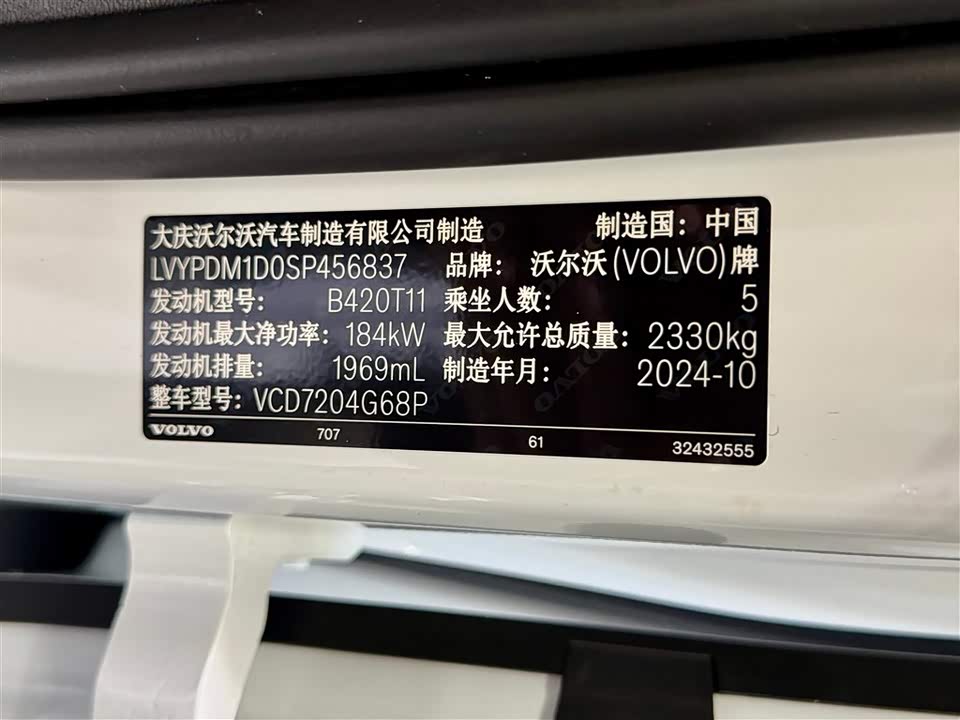 大庆沃尔沃汽车制造有限公司制造 制造国：中国
LVYPDM1D0SP456837 品牌：沃尔沃(VOLVO)牌
发动机型号：B420T11 乘坐人数：5
发动机最大净功率：184kW 最大允许总质量：2330kg
发动机排量：1969mL 制造年月：2024-10
整车型号：VCD7204G68P
VOLVO 707 61 32432555